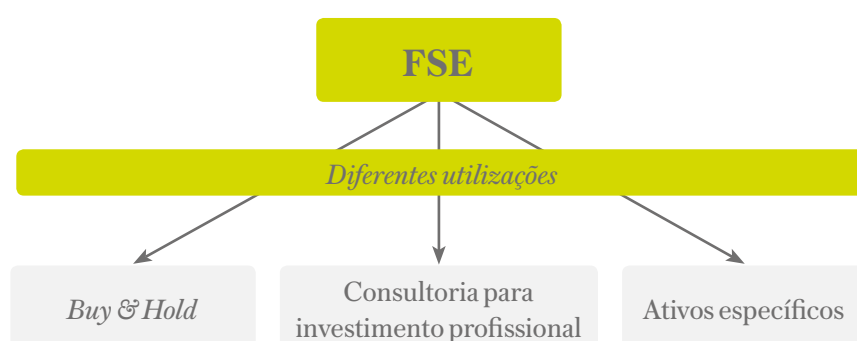 FSE
Diferentes utilizações
Buy & Hold
Consultoria para
investimento profissional
Ativos específicos